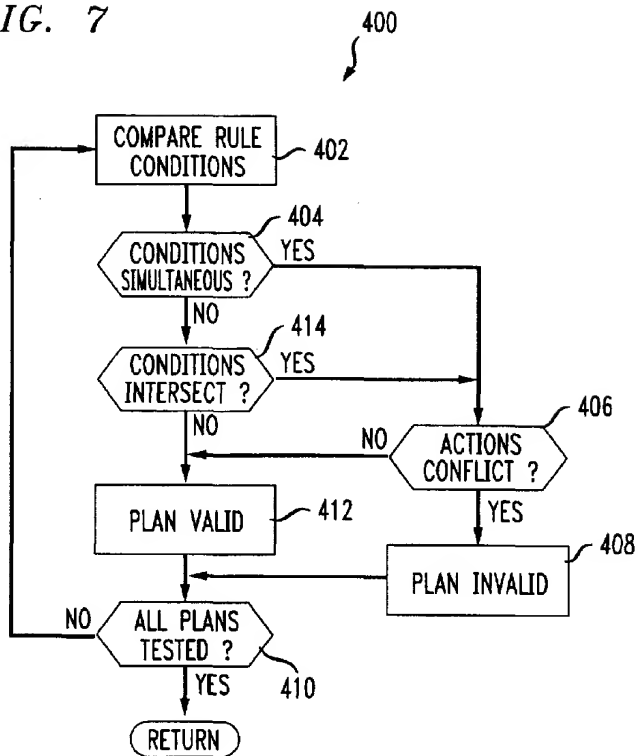 IG. 7
400
COMPARE RULE
CONDITIONS
402
404
CONDITIONS
SIMULTANEOUS ?
YES
NO
414
CONDITIONS
INTERSECT ?
YES
NO
406
ACTIONS
CONFLICT ?
NO
YES
PLAN VALID
412
408
PLAN INVALID
NO
ALL PLANS
TESTED ?
410
YES
RETURN